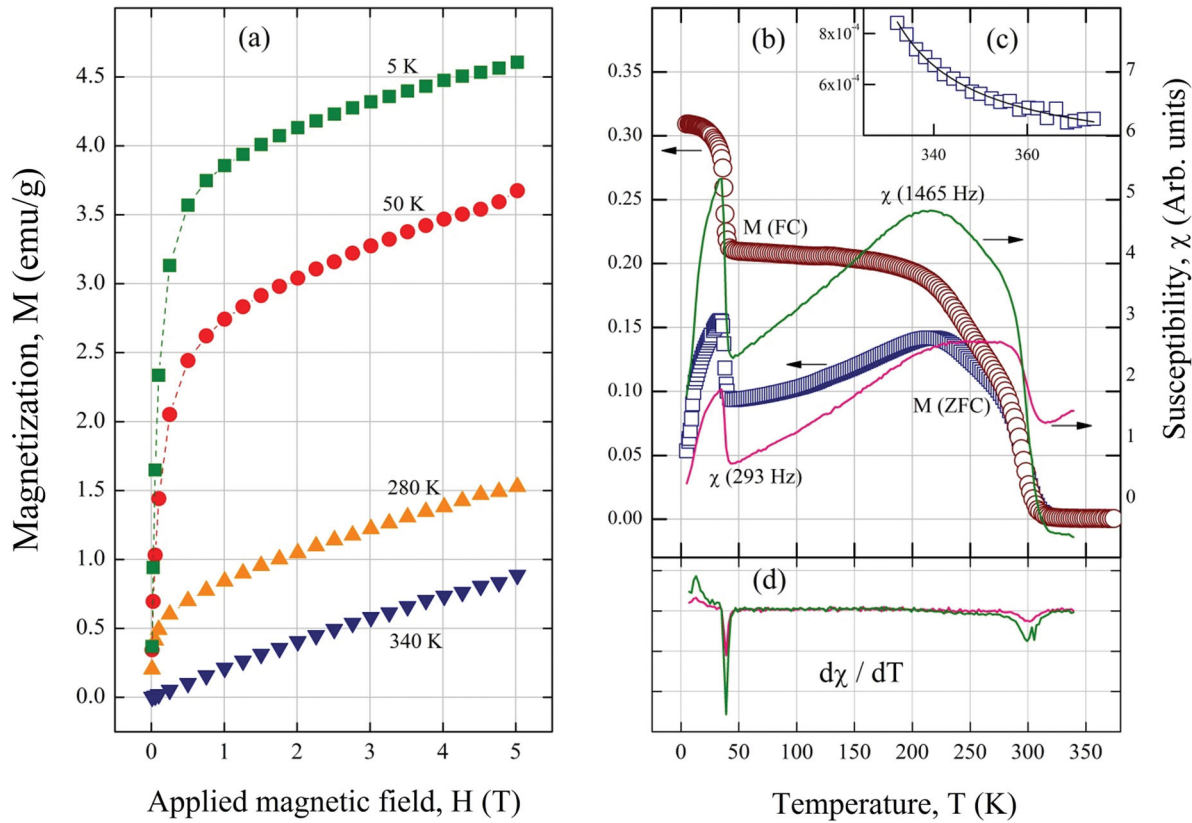 (a)
5 K
50 K
280 K
340 K
4.5
4.0
3.5
3.0
2.5
2.0
1.5
1.0
0.5
0.0
0 1 2 3 4 5
Magnetization, M (emu/g)
Applied magnetic field, H (T)
(b)
(c)
8x10-4
6x10-4
340 360
0.35
0.30
0.25
0.20
0.15
0.10
0.05
0.00
7
6
5
4
3
2
1
0
χ (1465 Hz)
M (FC)
M (ZFC)
χ (293 Hz)
Susceptibility, χ (Arb. units)
(d)
dχ / dT
0 50 100 150 200 250 300 350
Temperature, T (K)